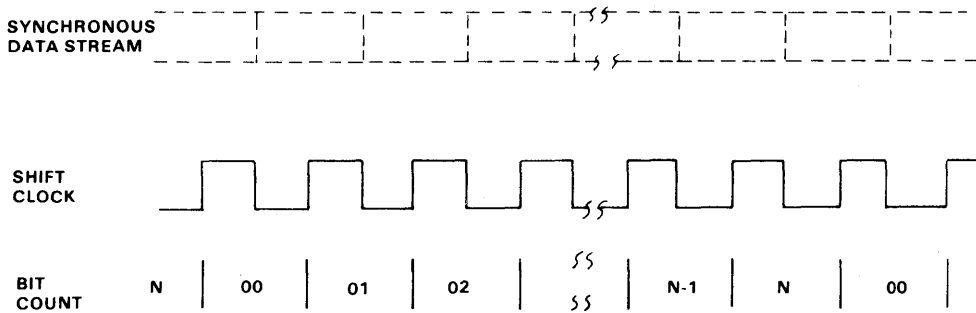 SYNCHRONOUS
DATA STREAM
SHIFT
CLOCK
BIT
COUNT
N 00 01 02 N-1 N 00